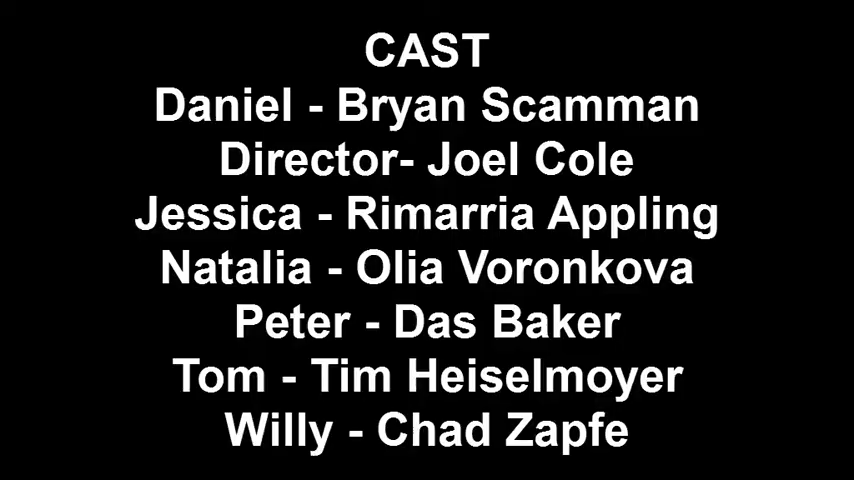 CAST
Daniel - Bryan Scamman
Director- Joel Cole
Jessica - Rimarria Appling
Natalia - Olia Voronkova
Peter - Das Baker
Tom - Tim Heiselmoyer
Willy - Chad Zapfe